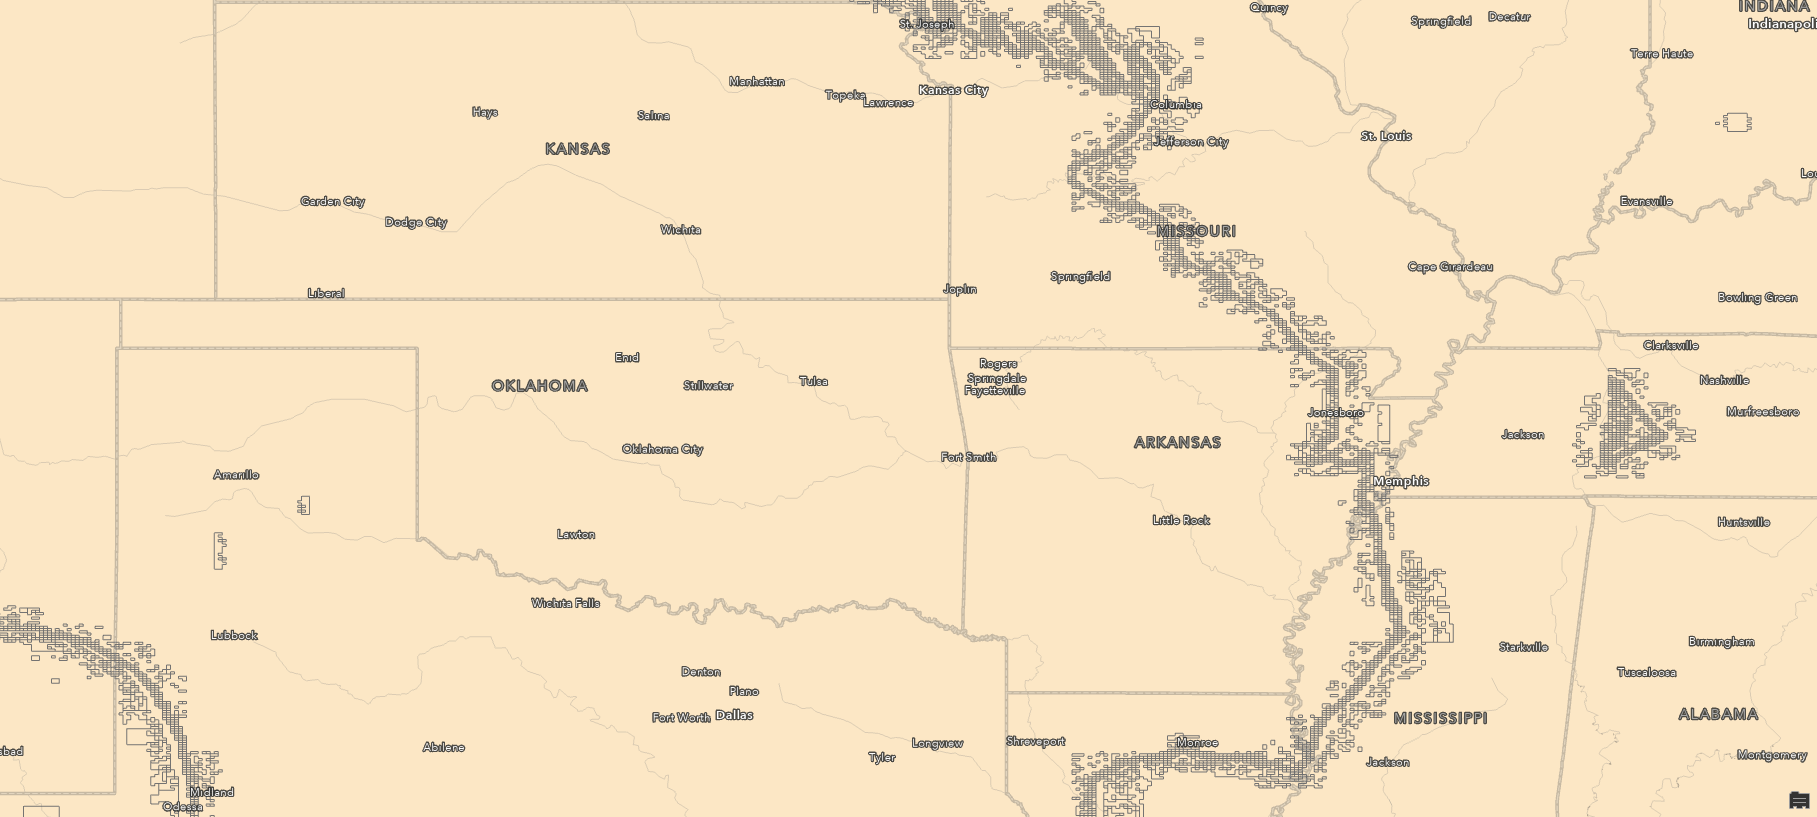 Quincy
INDIANA
Springfield
Decatur
Indianapoli
St. Joseph
Terre Haute
Manhattan
Kansas City
Topeka
Lawrence
Columbia
Hays
Salina
St. Louis
Jefferson City
KANSAS
Lou
Garden City
Evansville
Dodge City
Wichita
MISSOURI
Cape Girardeau
Springfield
Joplin
Liberal
Bowling Green
Clarksville
Enid
Rogers
Springdale
Fayetteville
Nashville
OKLAHOMA
Stillwater
Tulsa
Jonesboro
Murfreesboro
Jackson
ARKANSAS
Oklahoma City
Fort Smith
Amarillo
Memphis
Little Rock
Huntsville
Lawton
Wichita Falls
Lubbock
Birmingham
Starkville
Denton
Tuscaloosa
Plano
Fort Worth
Dallas
MISSISSIPPI
ALABAMA
Shreveport
Monroe
Longview
Abilene
sbad
Tyler
Montgomery
Jackson
Midland
Odessa